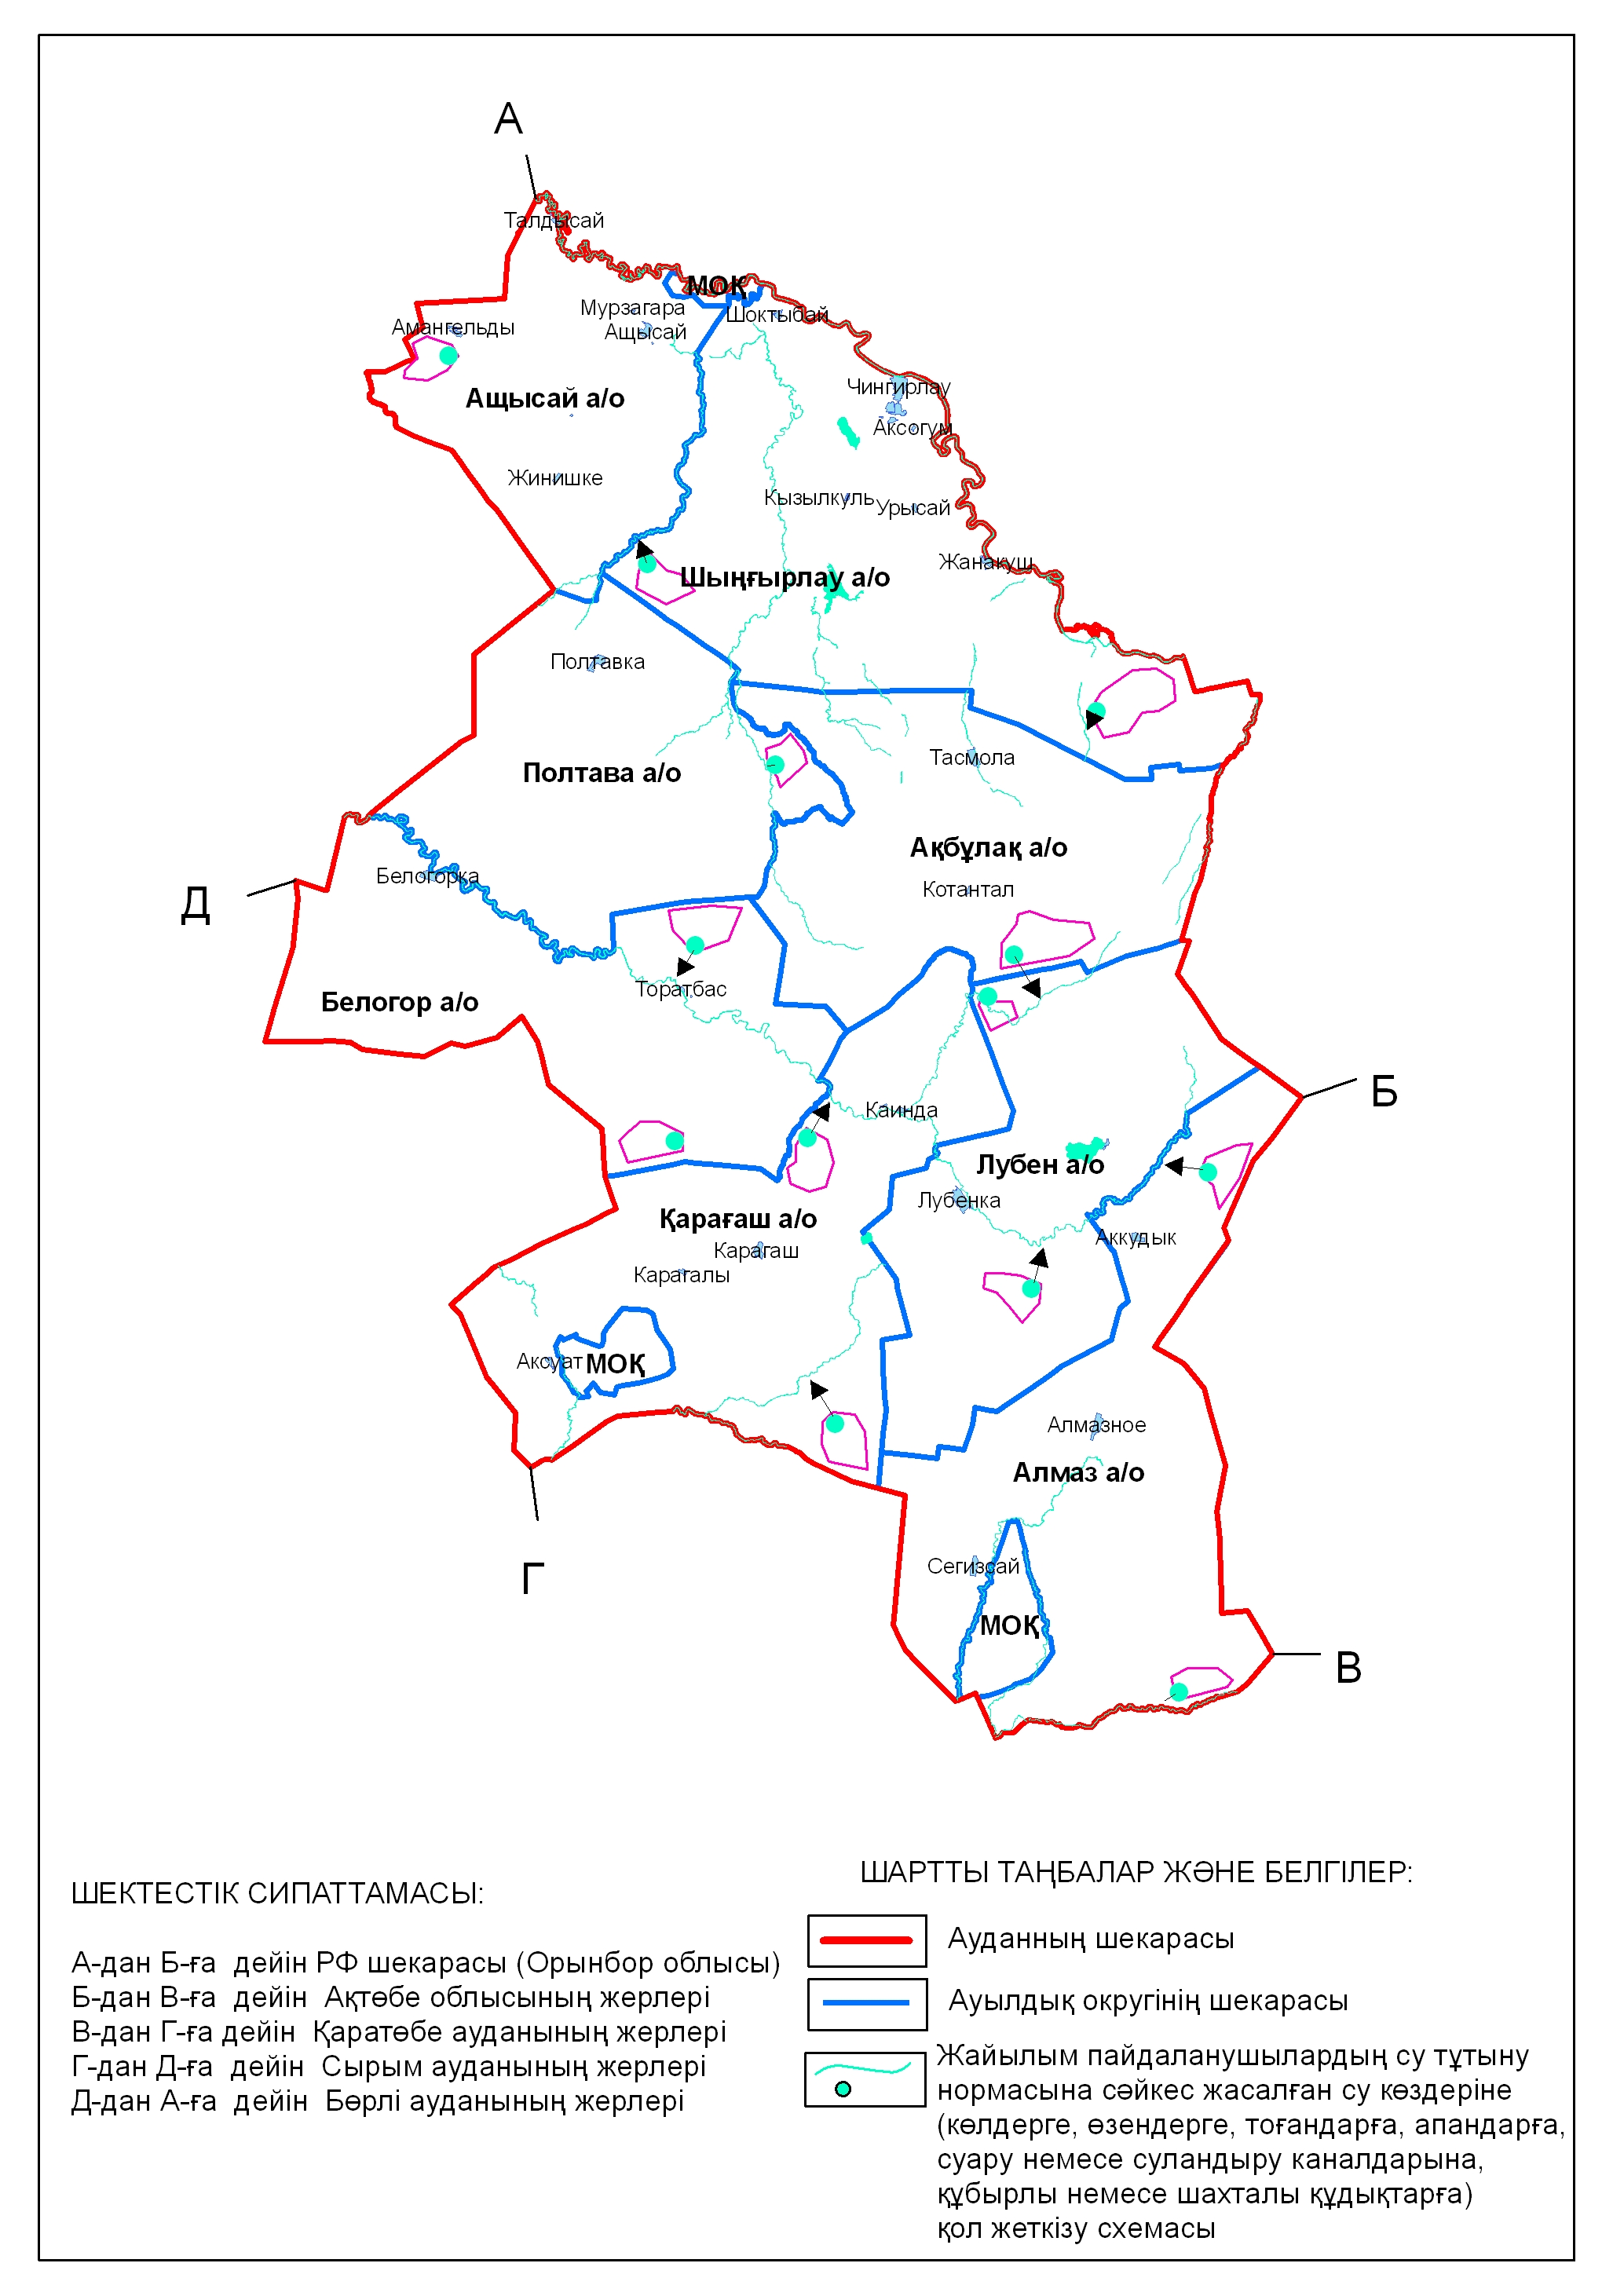 А
Талдысай
МОҚ
Мурзагара
Шоктыбай
Ащысай
Амангельды
Чингирлау
Ащысай а/о
Аксогум
Жинишке
Кызылкуль
Урысай
Жанакуш
Шыңғырлау а/о
Полтавка
Тасмола
Полтава а/о
Ақбұлақ а/о
Белогорка
Котантал
Д
Торатбас
Белогор а/о
Б
Каинда
Лубен а/о
Лубенка
Қарағаш а/о
Аккудык
Карагаш
Караталы
Аксуат
МОҚ
Алмазное
Алмаз а/о
Г
Сегизсай
МОҚ
В
ШЕКТЕСТІК СИПАТТАМАСЫ:
А-дан Б-ға дейін РФ шекарасы (Орынбор облысы)
Б-дан В-ға дейін Ақтөбе облысының жерлері
В-дан Г-ға дейін Қаратөбе ауданының жерлері
Г-дан Д-ға дейін Сырым ауданының жерлері
Д-дан А-ға дейін Бөрлі ауданының жерлері
ШАРТТЫ ТАҢБАЛАР ЖӘНЕ БЕЛГІЛЕР:
Ауданның шекарасы
Ауылдық округінің шекарасы
Жайылым пайдаланушылардың су тұтыну
нормасына сәйкес жасалған су көздеріне
(көлдерге, өзендерге, тоғандарға, апандарға,
суару немесе суландыру каналдарына,
құбырлы немесе шахталы құдықтарға)
қол жеткізу схемасы